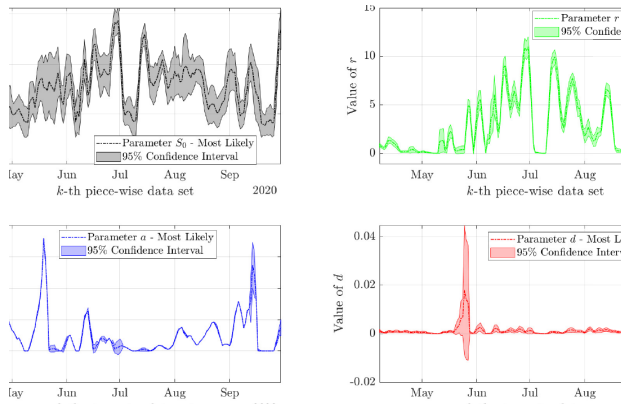 Parameter S0 - Most Likely
95% Confidence Interval
May Jun Jul Aug Sep
k-th piece-wise data set 2020
15
10
5
0
Value of r
Parameter r
95% Confide
May Jun Jul Aug
k-th piece-wise data set
Parameter a - Most Likely
95% Confidence Interval
May Jun Jul Aug Sep
0.04
0.02
0
-0.02
Value of d
Parameter d - Most L
95% Confidence Interv
May Jun Jul Aug